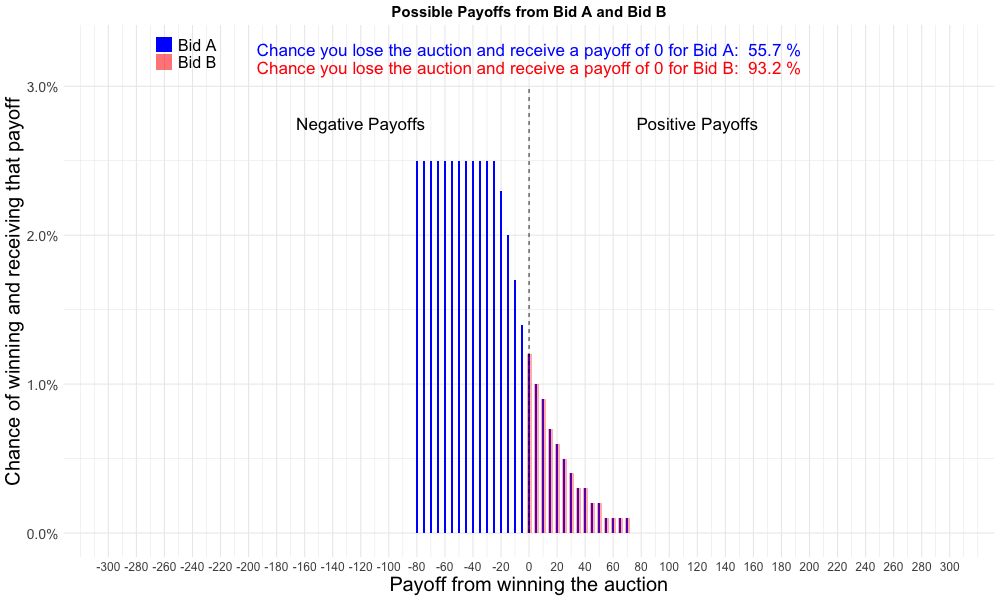 Possible Payoffs from Bid A and Bid B
Bid A
Bid B
Chance you lose the auction and receive a payoff of 0 for Bid A: 55.7 %
Chance you lose the auction and receive a payoff of 0 for Bid B: 93.2 %
Negative Payoffs
Positive Payoffs
Chance of winning and receiving that payoff
3.0%
2.0%
1.0%
0.0%
-300 -280 -260 -240 -220 -200 -180 -160 -140 -120 -100 -80 -60 -40 -20 0 20 40 60 80 100 120 140 160 180 200 220 240 260 280 300
Payoff from winning the auction